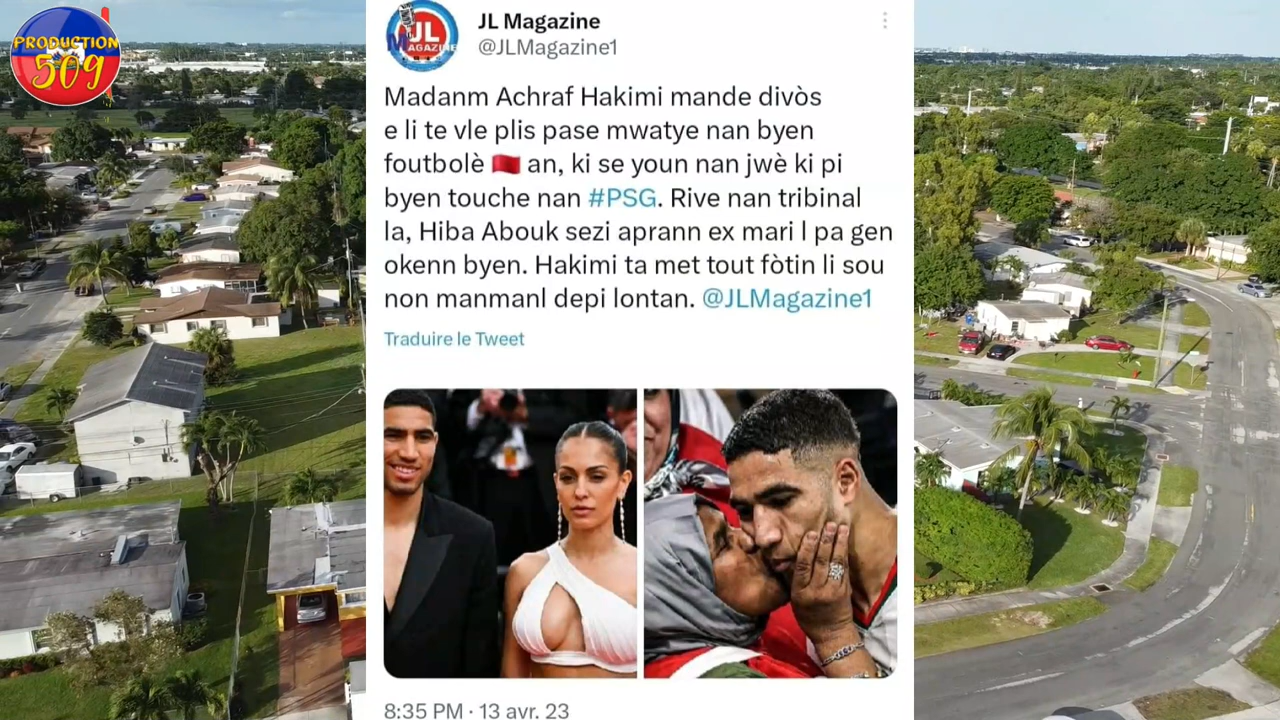 PRODUCTION
509
JL
MAGAZINE
JL Magazine
@JLMagazine1
Madanm Achraf Hakimi mande divòs
e li te vle plis pase mwatye nan byen
foutbolè 🇲🇦 an, ki se youn nan jwè ki pi
byen touche nan #PSG. Rive nan tribinal
la, Hiba Abouk sezi aprann ex mari l pa gen
okenn byen. Hakimi ta met tout fòtin li sou
non manmanl depi lontan. @JLMagazine1
Traduire le Tweet
8:35 PM · 13 avr. 23